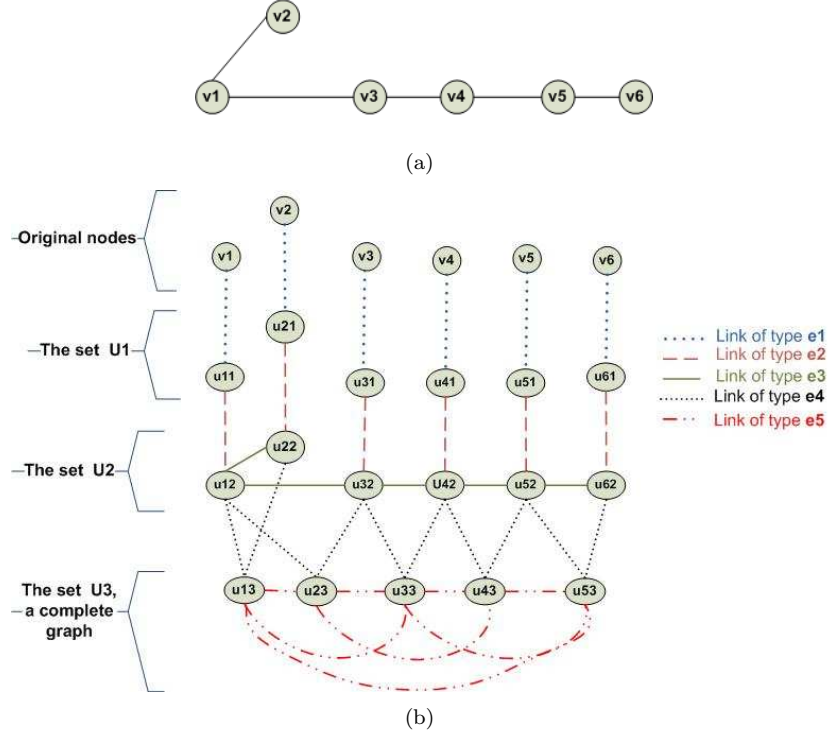 v2
v1 v3 v4 v5 v6
(a)
Original nodes
v2
v1 v3 v4 v5 v6
The set U1
u21
u11 u31 u41 u51 u61
Link of type e1
Link of type e2
Link of type e3
Link of type e4
Link of type e5
The set U2
u22
u12 u32 U42 u52 u62
The set U3,
a complete
graph
u13 u23 u33 u43 u53
(b)